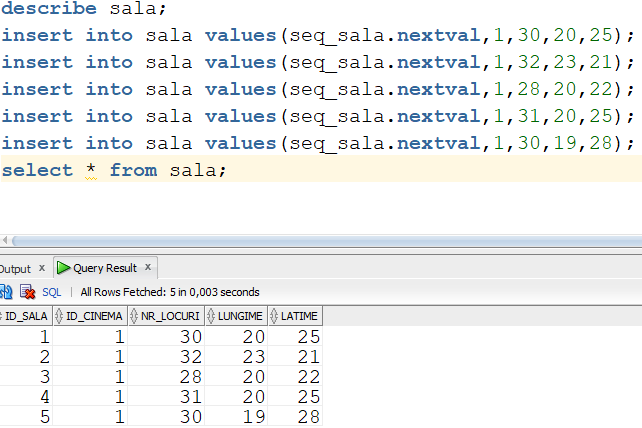 describe sala;
insert into sala values(seq_sala.nextval,1,30,20,25);
insert into sala values(seq_sala.nextval,1,32,23,21);
insert into sala values(seq_sala.nextval,1,28,20,22);
insert into sala values(seq_sala.nextval,1,31,20,25);
insert into sala values(seq_sala.nextval,1,30,19,28);
select * from sala;
Output x Query Result x
SQL | All Rows Fetched: 5 in 0,003 seconds
ID_SALA ID_CINEMA NR_LOCURI LUNGIME LATIME
1 1 30 20 25
2 1 32 23 21
3 1 28 20 22
4 1 31 20 25
5 1 30 19 28